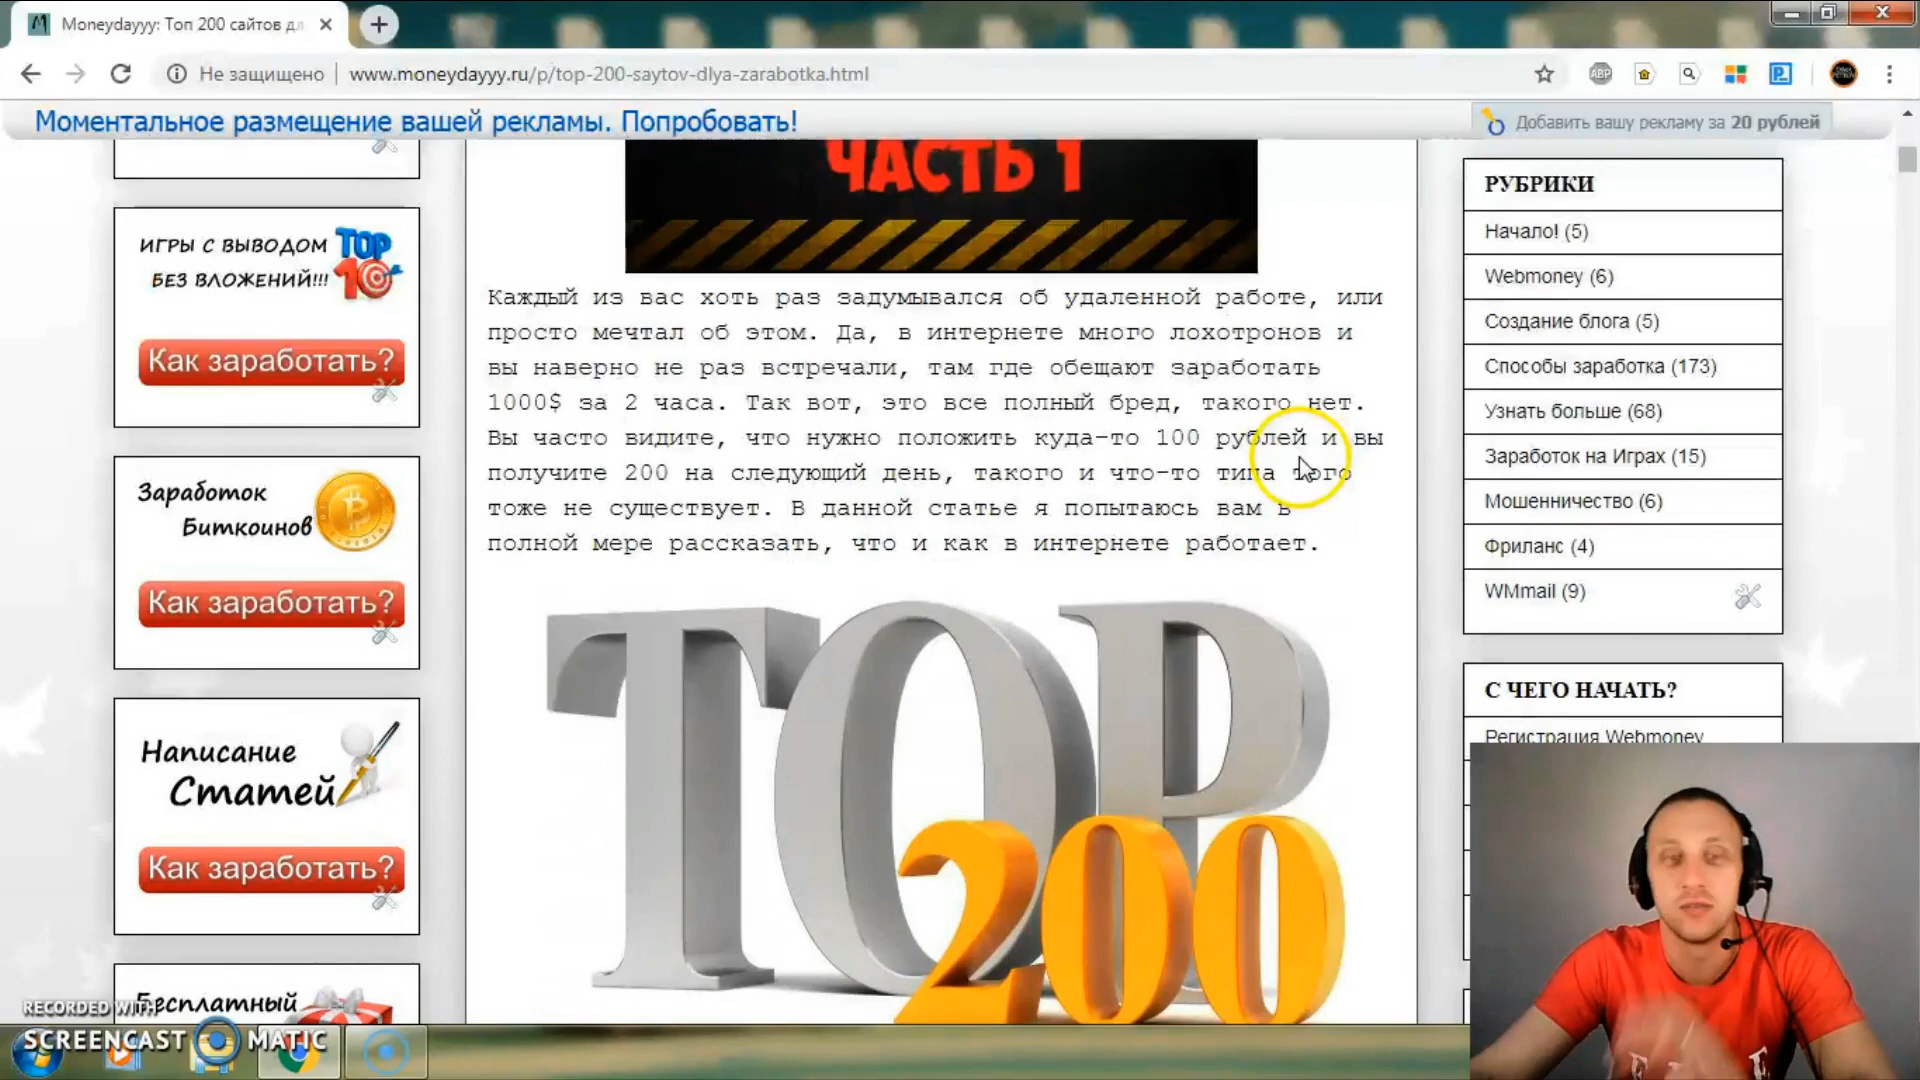 Moneydayyy: Топ 200 сайтов дл
Не защищено
www.moneydayyy.ru/p/top-200-saytov-dlya-zarabotka.html
ABP
Моментальное размещение вашей рекламы. Попробовать!
Добавить вашу рекламу за 20 рублей
ИГРЫ С ВЫВОДОМ
БЕЗ ВЛОЖЕНИЙ!!!
TOP
10
Как заработать?
Заработок
Биткоинов
Как заработать?
Написание
Статей
Как заработать?
Бесплатный
ЧАСТЬ 1
Каждый из вас хоть раз задумывался об удаленной работе, или
просто мечтал об этом. Да, в интернете много лохотронов и
вы наверно не раз встречали, там где обещают заработать
1000$ за 2 часа. Так вот, это все полный бред, такого нет.
Вы часто видите, что нужно положить куда-то 100 рублей и вы
получите 200 на следующий день, такого и что-то типа того
тоже не существует. В данной статье я попытаюсь вам в
полной мере рассказать, что и как в интернете работает.
TOP
200
РУБРИКИ
Начало! (5)
Webmoney (6)
Создание блога (5)
Способы заработка (173)
Узнать больше (68)
Заработок на Играх (15)
Мошенничество (6)
Фриланс (4)
WMmail (9)
С ЧЕГО НАЧАТЬ?
Регистрация Webmoney
RECORDED WITH
SCREENCAST MATIC